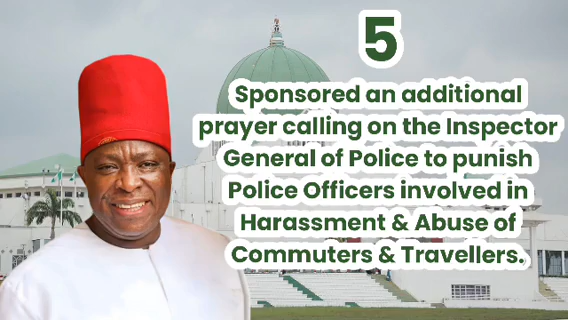 5
Sponsored an additional
prayer calling on the Inspector
General of Police to punish
Police Officers involved in
Harassment & Abuse of
Commuters & Travellers.